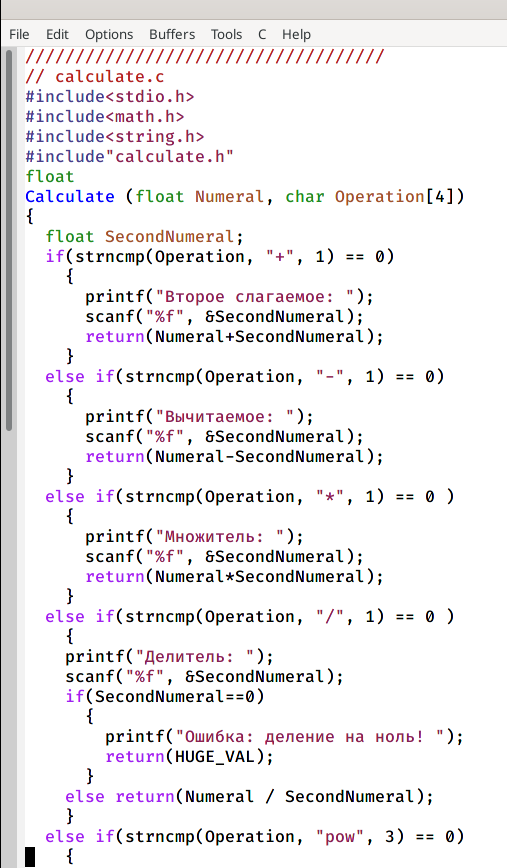 File Edit Options Buffers Tools C Help
////////////////////////////////////
// calculate.c
#include<stdio.h>
#include<math.h>
#include<string.h>
#include"calculate.h"
float
Calculate (float Numeral, char Operation[4])
{
  float SecondNumeral;
  if(strncmp(Operation, "+", 1) == 0)
    {
      printf("Второе слагаемое: ");
      scanf("%f", &SecondNumeral);
      return(Numeral+SecondNumeral);
    }
  else if(strncmp(Operation, "-", 1) == 0)
    {
      printf("Вычитаемое: ");
      scanf("%f", &SecondNumeral);
      return(Numeral-SecondNumeral);
    }
  else if(strncmp(Operation, "*", 1) == 0 )
    {
      printf("Множитель: ");
      scanf("%f", &SecondNumeral);
      return(Numeral*SecondNumeral);
    }
  else if(strncmp(Operation, "/", 1) == 0 )
    {
    printf("Делитель: ");
    scanf("%f", &SecondNumeral);
    if(SecondNumeral==0)
      {
        printf("Ошибка: деление на ноль! ");
        return(HUGE_VAL);
      }
    else return(Numeral / SecondNumeral);
    }
  else if(strncmp(Operation, "pow", 3) == 0)
    {